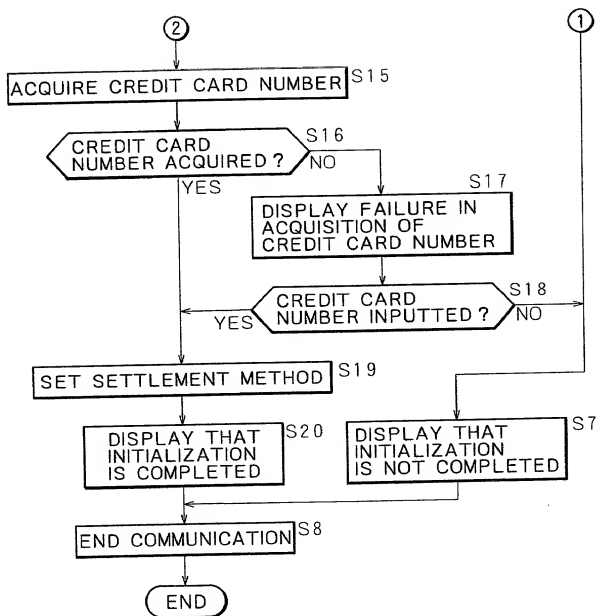 2
1
ACQUIRE CREDIT CARD NUMBER S15
CREDIT CARD S16
NUMBER ACQUIRED ?
NO
YES
S17
DISPLAY FAILURE IN
ACQUISITION OF
CREDIT CARD NUMBER
CREDIT CARD S18
NUMBER INPUTTED ?
YES
NO
SET SETTLEMENT METHOD S19
DISPLAY THAT S20
INITIALIZATION
IS COMPLETED
DISPLAY THAT S7
INITIALIZATION
IS NOT COMPLETED
END COMMUNICATION S8
END